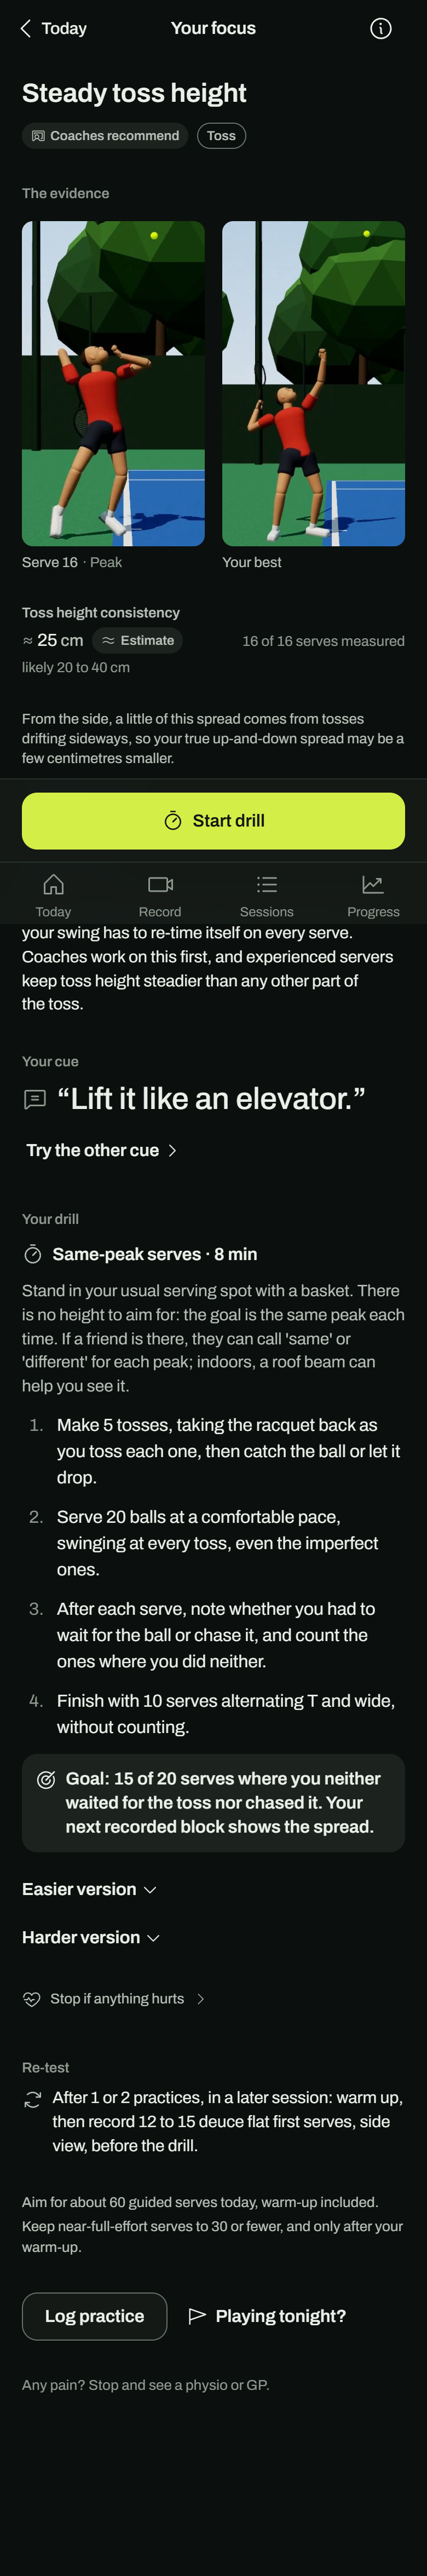 Today
Your focus
Steady toss height
Coaches recommend
Toss
The evidence
Serve 16 · Peak
Your best
Toss height consistency
≈ 25 cm
≈ Estimate
16 of 16 serves measured
likely 20 to 40 cm
From the side, a little of this spread comes from tosses
drifting sideways, so your true up-and-down spread may be a
few centimetres smaller.
Start drill
Today
Record
Sessions
Progress
your swing has to re-time itself on every serve.
Coaches work on this first, and experienced servers
keep toss height steadier than any other part of
the toss.
Your cue
“Lift it like an elevator.”
Try the other cue
Your drill
Same-peak serves · 8 min
Stand in your usual serving spot with a basket. There
is no height to aim for: the goal is the same peak each
time. If a friend is there, they can call 'same' or
'different' for each peak; indoors, a roof beam can
help you see it.
1. Make 5 tosses, taking the racquet back as
you toss each one, then catch the ball or let it
drop.
2. Serve 20 balls at a comfortable pace,
swinging at every toss, even the imperfect
ones.
3. After each serve, note whether you had to
wait for the ball or chase it, and count the
ones where you did neither.
4. Finish with 10 serves alternating T and wide,
without counting.
Goal: 15 of 20 serves where you neither
waited for the toss nor chased it. Your
next recorded block shows the spread.
Easier version
Harder version
Stop if anything hurts
Re-test
After 1 or 2 practices, in a later session: warm up,
then record 12 to 15 deuce flat first serves, side
view, before the drill.
Aim for about 60 guided serves today, warm-up included.
Keep near-full-effort serves to 30 or fewer, and only after your
warm-up.
Log practice
Playing tonight?
Any pain? Stop and see a physio or GP.